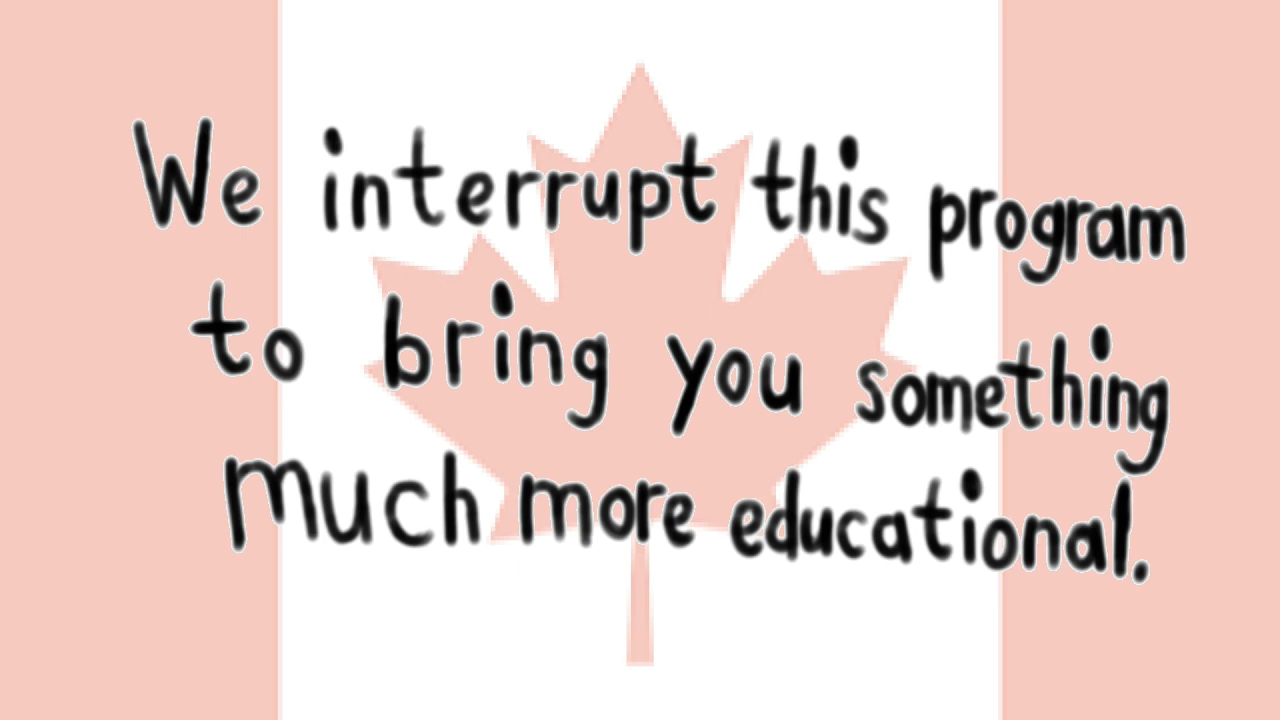 We interrupt this program
to bring you something
much more educational.